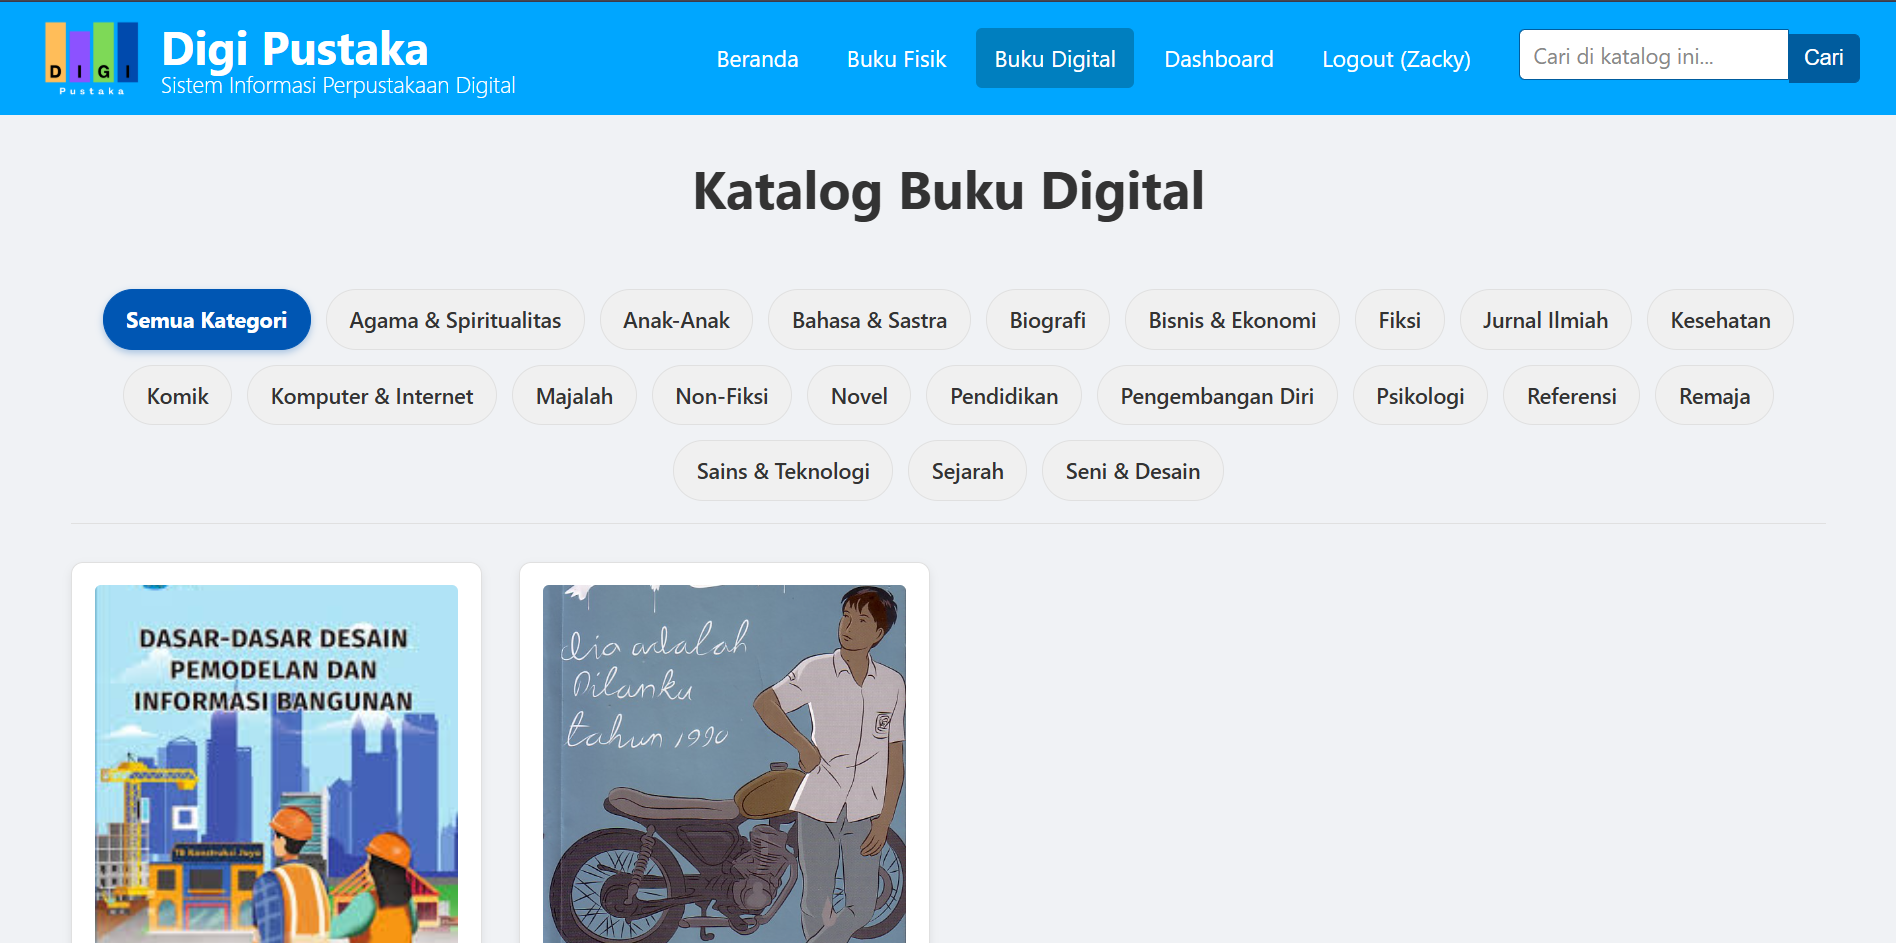 DIGI
Pustaka
Digi Pustaka
Sistem Informasi Perpustakaan Digital
Beranda
Buku Fisik
Buku Digital
Dashboard
Logout (Zacky)
Cari di katalog ini...
Cari
Katalog Buku Digital
Semua Kategori
Agama & Spiritualitas
Anak-Anak
Bahasa & Sastra
Biografi
Bisnis & Ekonomi
Fiksi
Jurnal Ilmiah
Kesehatan
Komik
Komputer & Internet
Majalah
Non-Fiksi
Novel
Pendidikan
Pengembangan Diri
Psikologi
Referensi
Remaja
Sains & Teknologi
Sejarah
Seni & Desain
DASAR-DASAR DESAIN
PEMODELAN DAN
INFORMASI BANGUNAN
TB Konstruksi Jaya
dia adalah
Dilanku
tahun 1990